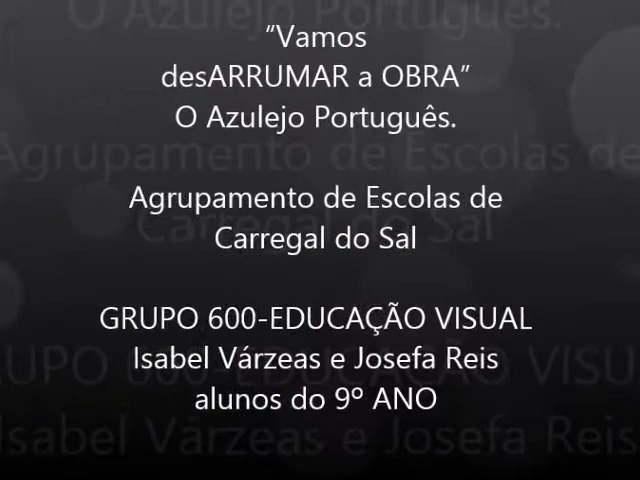 “Vamos
desARRUMAR a OBRA”
O Azulejo Português.
Agrupamento de Escolas de
Carregal do Sal
GRUPO 600-EDUCAÇÃO VISUAL
Isabel Várzeas e Josefa Reis
alunos do 9º ANO